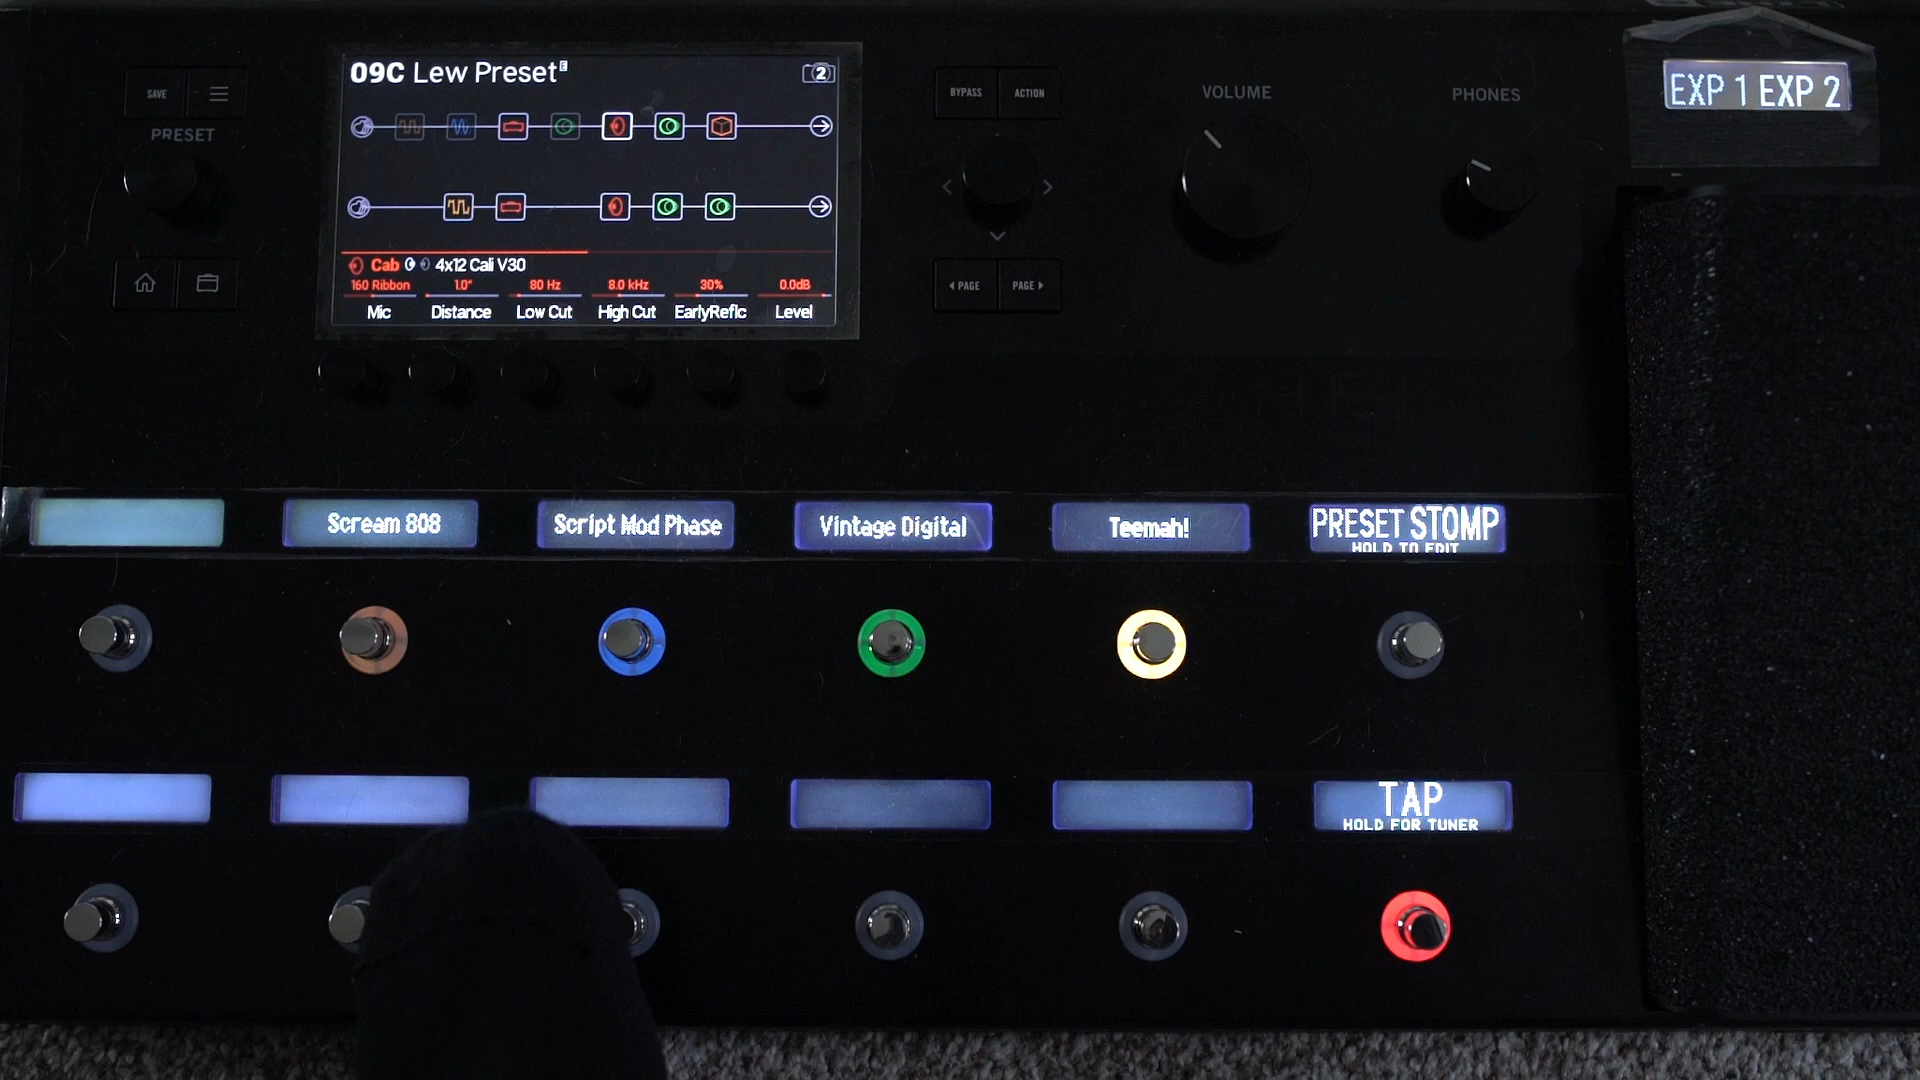 09C Lew Preset E
2
SAVE
PRESET
BYPASS
ACTION
VOLUME
PHONES
EXP 1 EXP 2
Cab 4x12 Cali V30
160 Ribbon 1.0" 80 Hz 8.0 kHz 30% 0.0dB
Mic Distance Low Cut High Cut EarlyReflc Level
PAGE
PAGE
Scream 808
Script Mod Phase
Vintage Digital
Teemah!
PRESET STOMP
HOLD TO EDIT
TAP
HOLD FOR TUNER